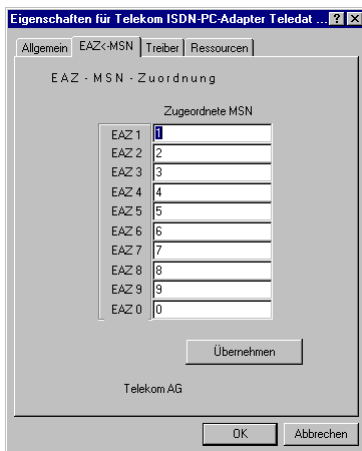 Eigenschaften für Telekom ISDN-PC-Adapter Teledat ...
Allgemein EAZ<-MSN Treiber Ressourcen
EAZ - MSN - Zuordnung
Zugeordnete MSN
EAZ 1 1
EAZ 2 2
EAZ 3 3
EAZ 4 4
EAZ 5 5
EAZ 6 6
EAZ 7 7
EAZ 8 8
EAZ 9 9
EAZ 0 0
Übernehmen
Telekom AG
OK Abbrechen